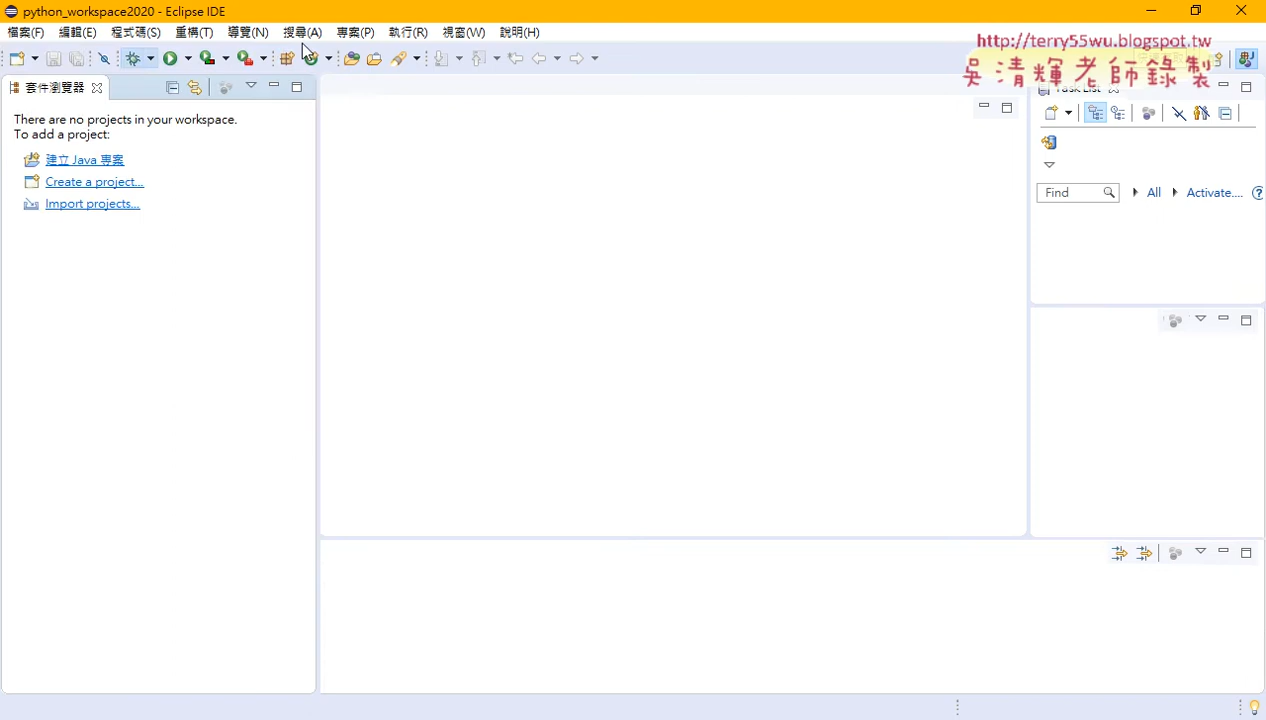 python_workspace2020 - Eclipse IDE
檔案(F) 編輯(E) 程式碼(S) 重構(T) 導覽(N) 搜尋(A) 專案(P) 執行(R) 視窗(W) 說明(H)
http://terry55wu.blogspot.tw
吳清輝老師錄製
套件瀏覽器
Task List
There are no projects in your workspace.
To add a project:
建立 Java 專案
Create a project...
Import projects...
Find
All
Activate....